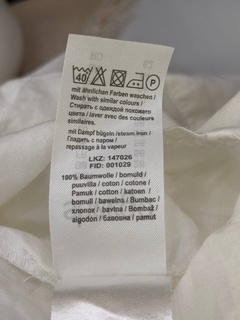 40 P
mit ähnlichen Farben waschen /
Wash with similar colours /
Стирать с одеждой похожего
цвета / laver avec des couleurs
similaires
mit Dampf bügeln / steam iron /
Гладить с паром /
repassage à la vapeur
LKZ: 147026
FID: 001029
100% Baumwolle / bomuld /
puuvilla / coton / cotone /
Pamuk / cotton / katoen /
bomull / bawełna / Bumbac /
хлопок / bavlna / Bombaž /
algodón / бавовна / pamut